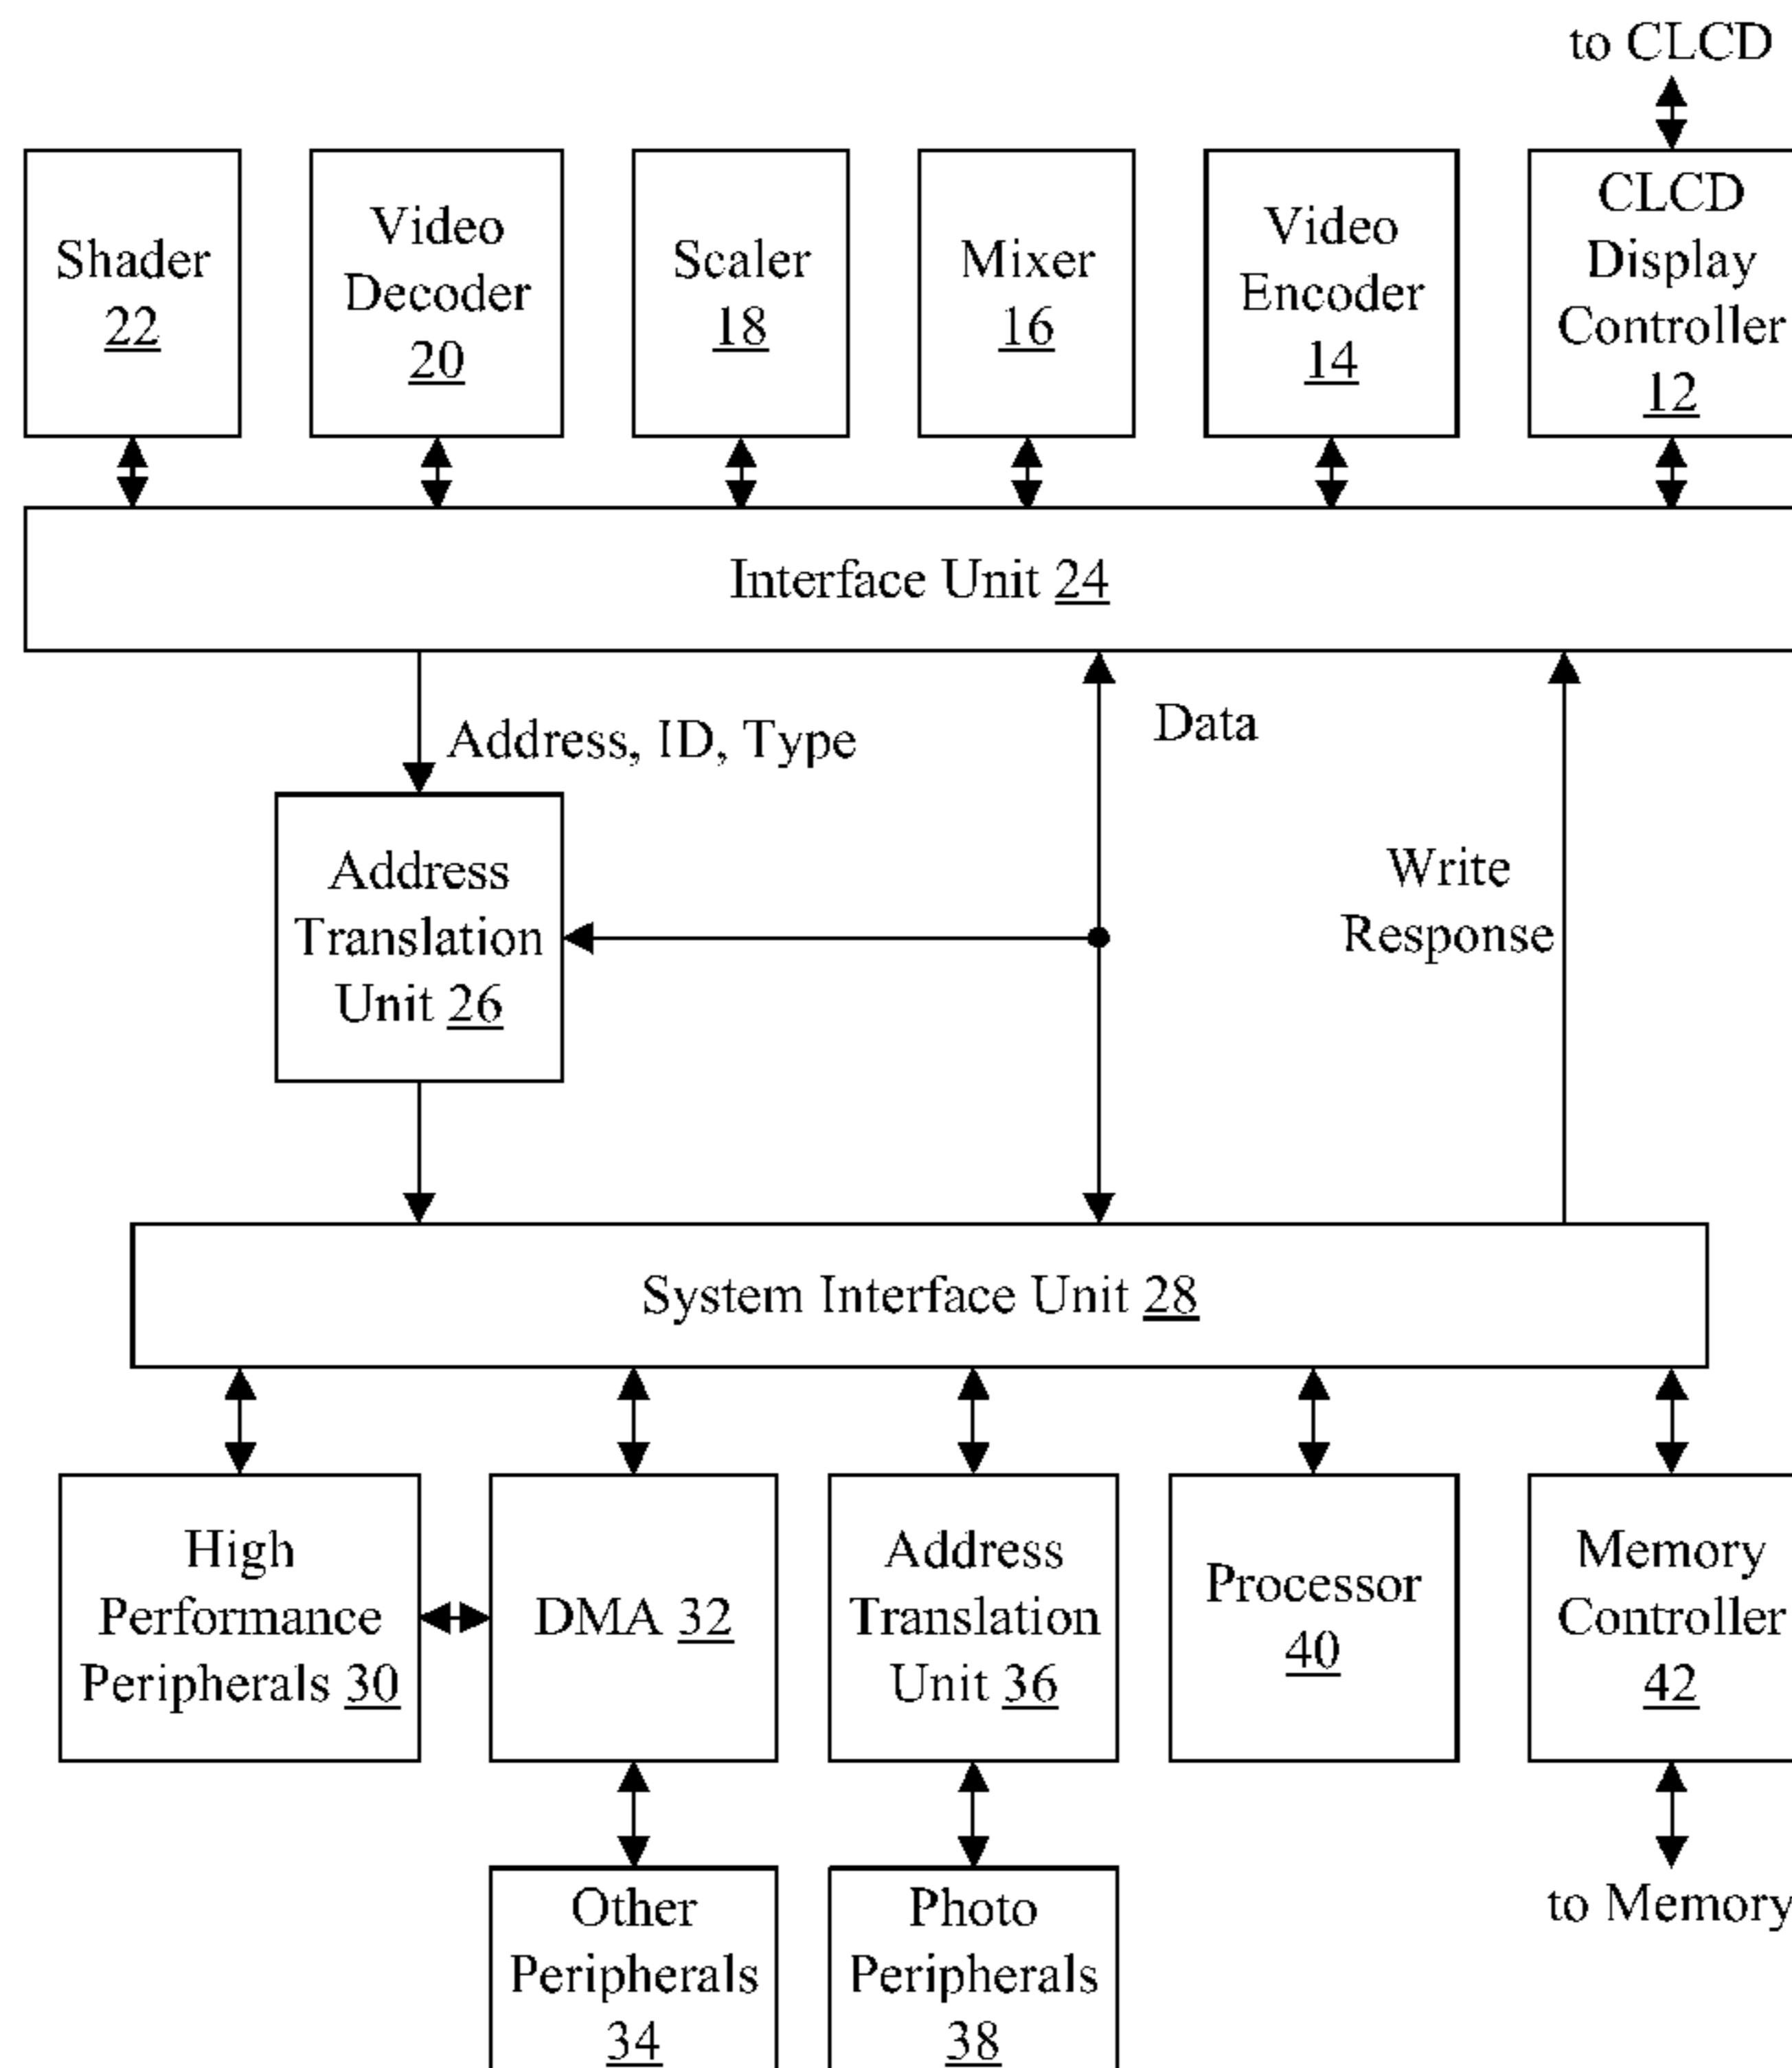 to CLCD
Shader
22
Video
Decoder
20
Scaler
18
Mixer
16
Video
Encoder
14
CLCD
Display
Controller
12
Interface Unit 24
Address, ID, Type
Data
Address
Translation
Unit 26
Write
Response
System Interface Unit 28
High
Performance
Peripherals 30
DMA 32
Address
Translation
Unit 36
Processor
40
Memory
Controller
42
Other
Peripherals
34
Photo
Peripherals
38
to Memory